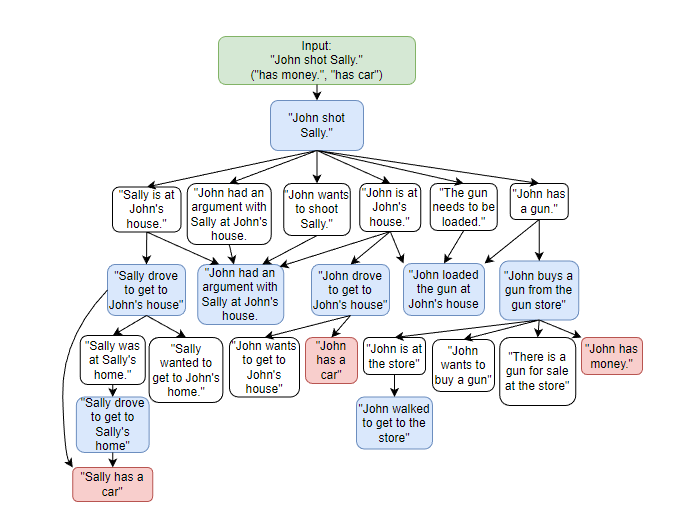 Input:
"John shot Sally."
("has money.", "has car")
"John shot
Sally."
"Sally is at
John's
house."
"John had an
argument with
Sally at John's
house.
"John wants
to shoot
Sally."
"John is at
John's
house."
"The gun
needs to be
loaded."
"John has
a gun."
"Sally drove
to get to
John's house"
"John had an
argument with
Sally at John's
house.
"John drove
to get to
John's house"
"John loaded
the gun at
John's house
"John buys a
gun from the
gun store"
"Sally was
at Sally's
home."
"Sally
wanted to
get to John's
home."
"John wants
to get to
John's
house"
"John
has a
car"
"John is at
the store"
"John
wants to
buy a gun"
"There is a
gun for sale
at the store"
"John has
money."
"Sally drove
to get to
Sally's
home"
"John walked
to get to the
store"
"Sally has a
car"